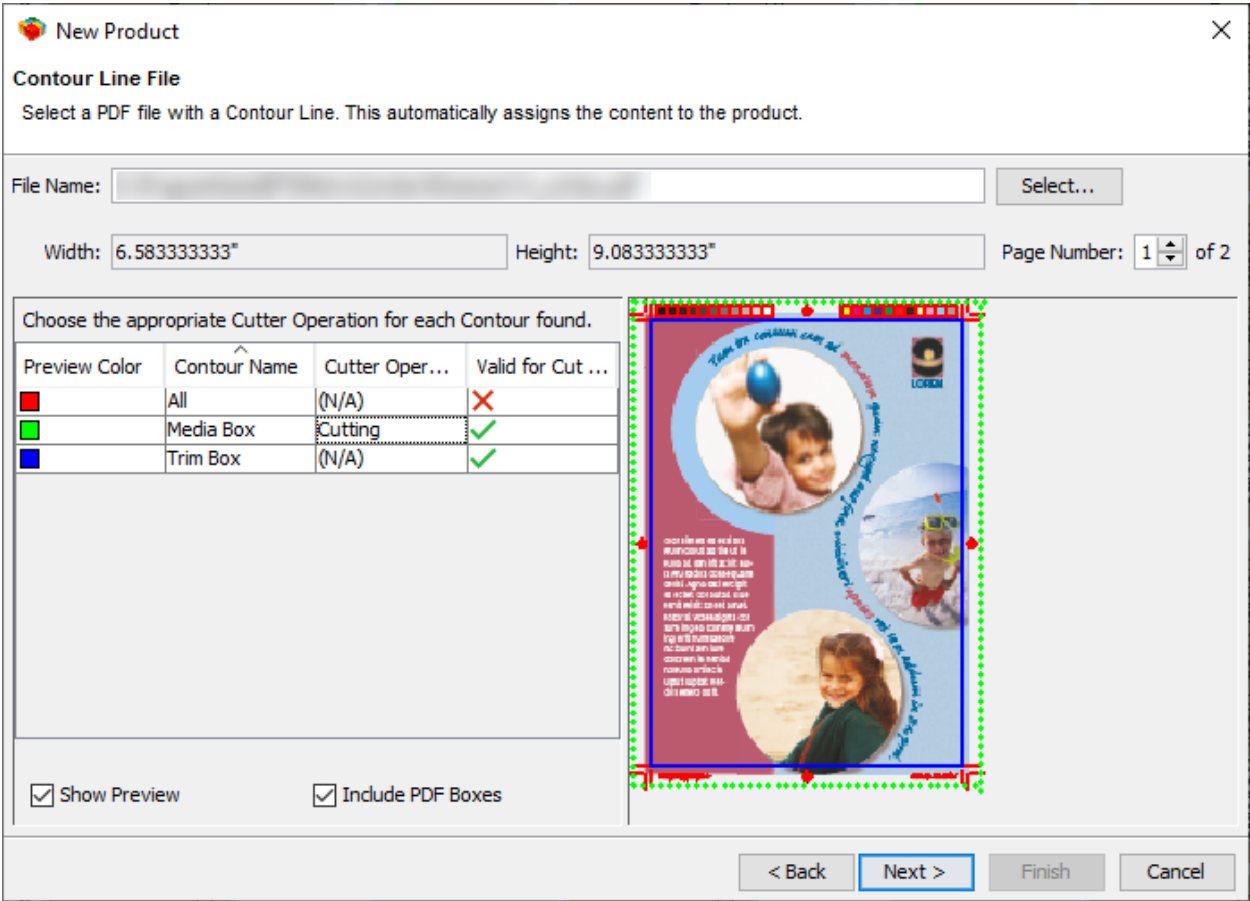 New Product
Contour Line File
Select a PDF file with a Contour Line. This automatically assigns the content to the product.
File Name:
Select...
Width: 6.583333333" Height: 9.083333333" Page Number: 1 of 2
Choose the appropriate Cutter Operation for each Contour found.
Preview Color Contour Name Cutter Oper... Valid for Cut ...
All (N/A)
Media Box Cutting
Trim Box (N/A)
LOREM
Show Preview Include PDF Boxes
< Back Next > Finish Cancel